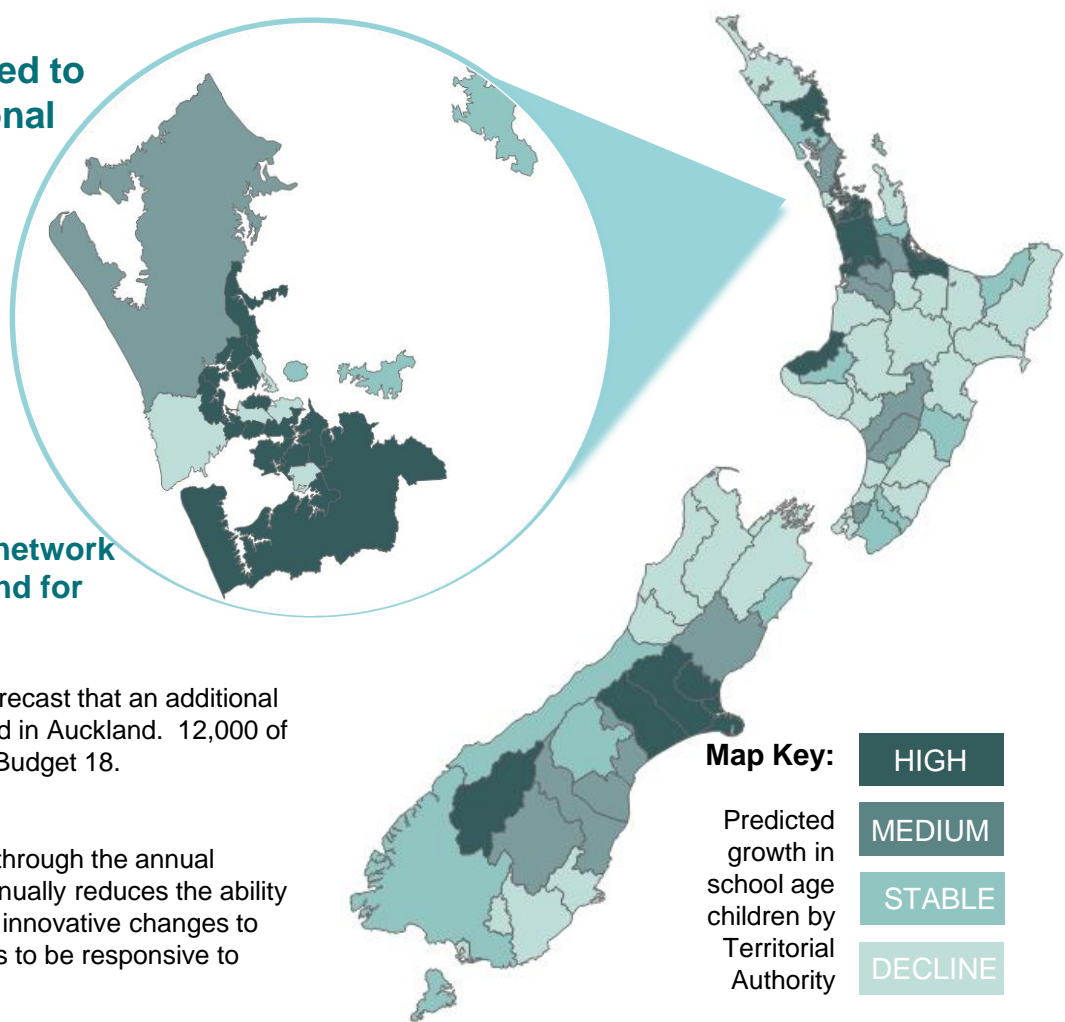 ed to
onal
network
nd for
recast that an additional
d in Auckland.  12,000 of
Budget 18.
through the annual
nually reduces the ability
innovative changes to
s to be responsive to
Map Key:
Predicted
growth in
school age
children by
Territorial
Authority
HIGH
MEDIUM
STABLE
DECLINE